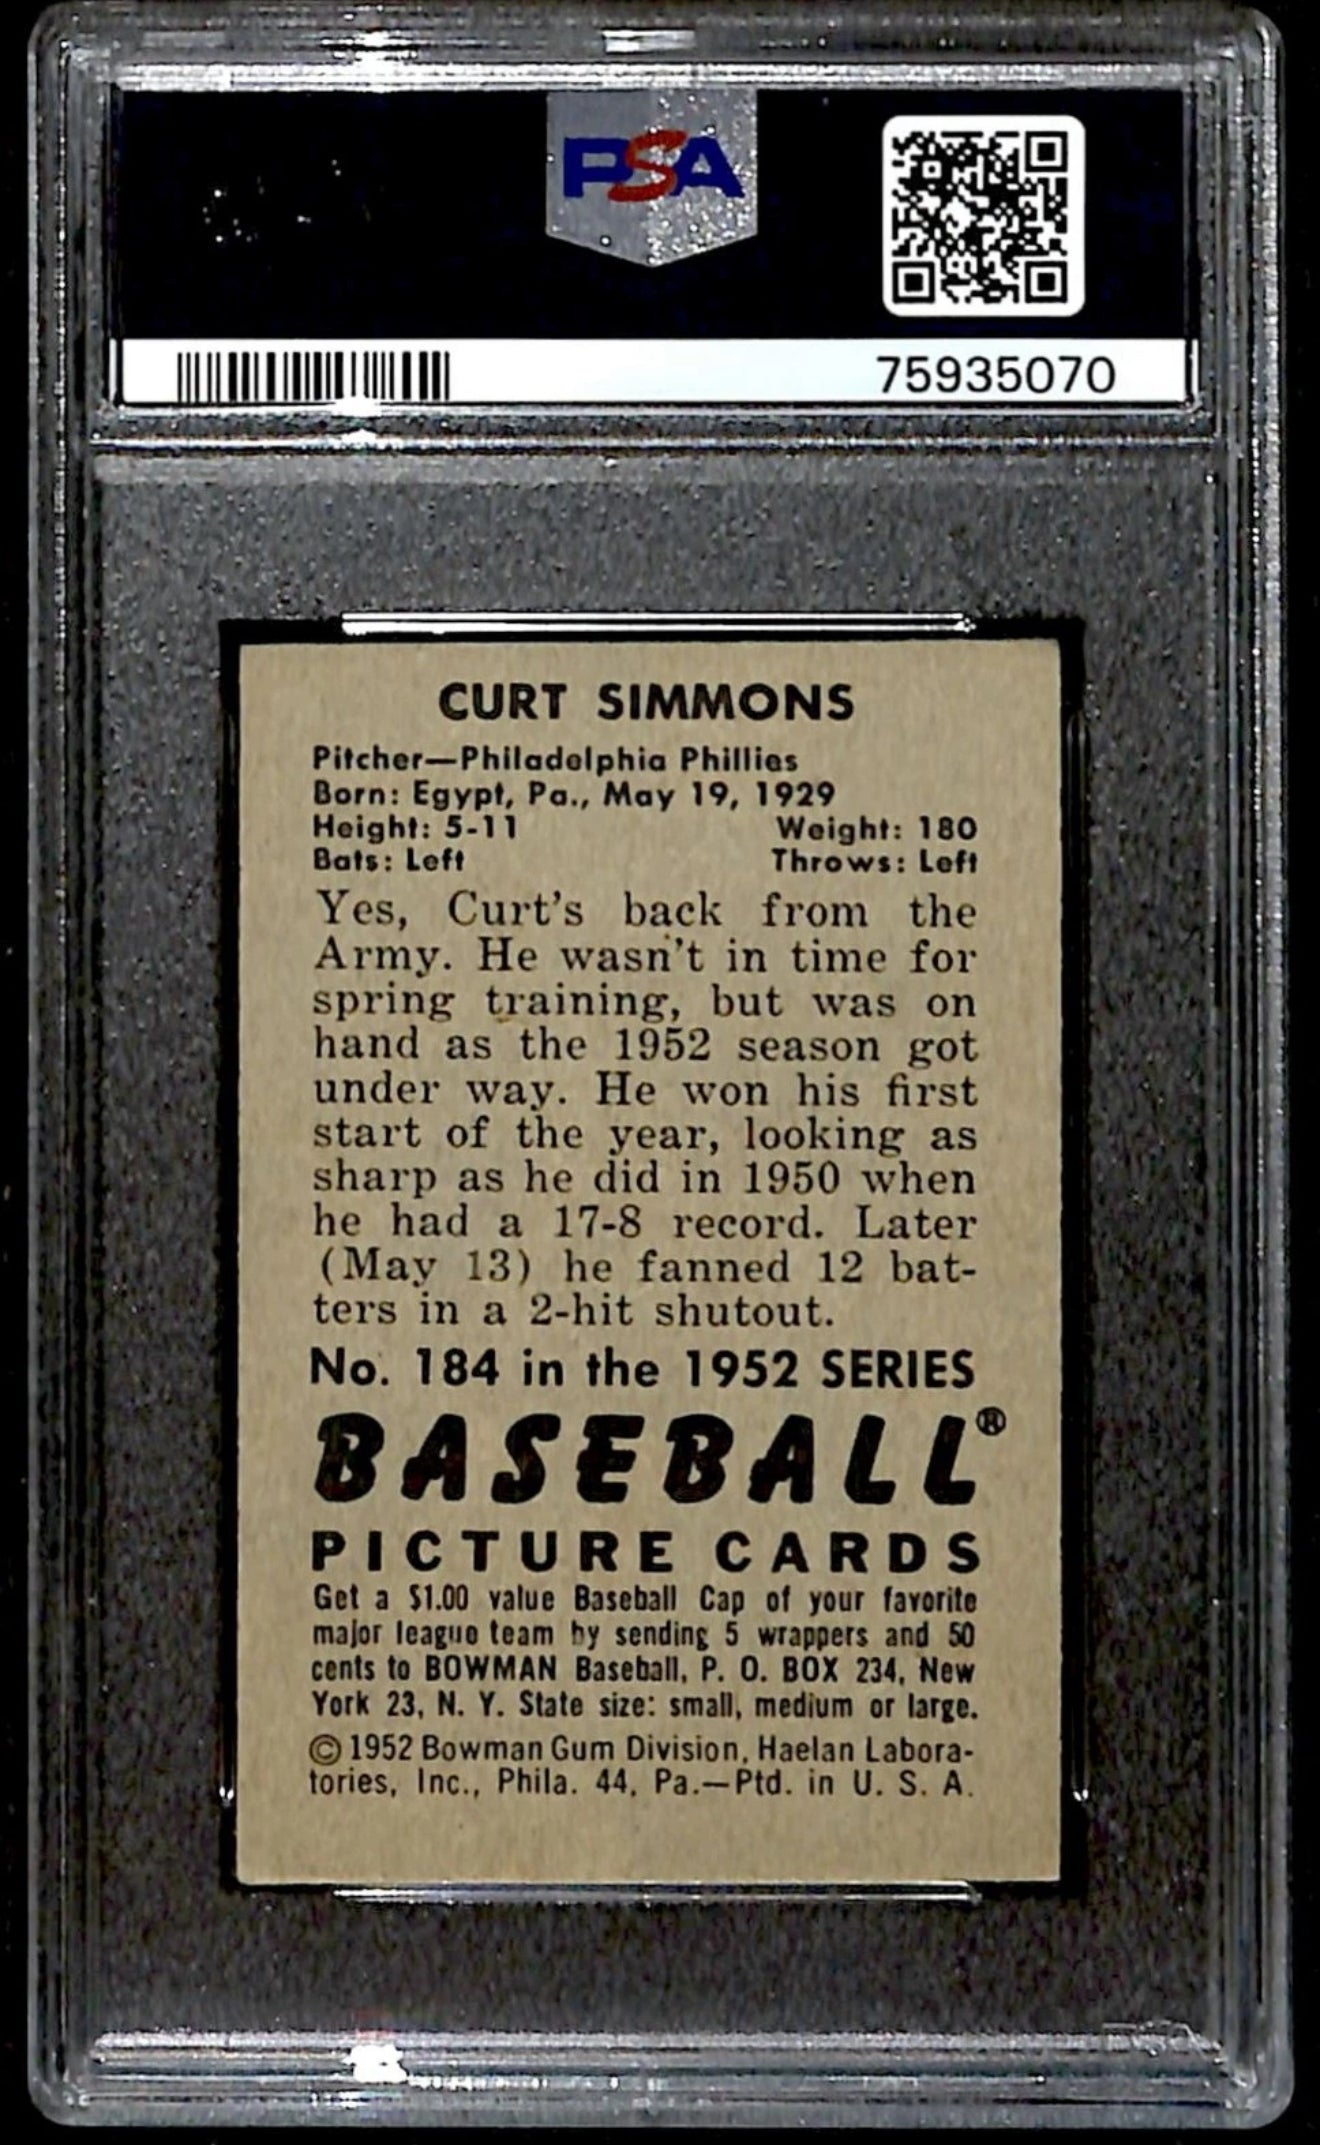 PSA
75935070
CURT SIMMONS
Pitcher—Philadelphia Phillies
Born: Egypt, Pa., May 19, 1929
Height: 5-11 Weight: 180
Bats: Left Throws: Left
Yes, Curt's back from the
Army. He wasn't in time for
spring training, but was on
hand as the 1952 season got
under way. He won his first
start of the year, looking as
sharp as he did in 1950 when
he had a 17-8 record. Later
(May 13) he fanned 12 bat-
ters in a 2-hit shutout.
No. 184 in the 1952 SERIES
BASEBALL®
PICTURE CARDS
Get a $1.00 value Baseball Cap of your favorite
major league team by sending 5 wrappers and 50
cents to BOWMAN Baseball, P. O. BOX 234, New
York 23, N. Y. State size: small, medium or large.
© 1952 Bowman Gum Division, Haelan Labora-
tories, Inc., Phila. 44, Pa.—Ptd. in U. S. A.